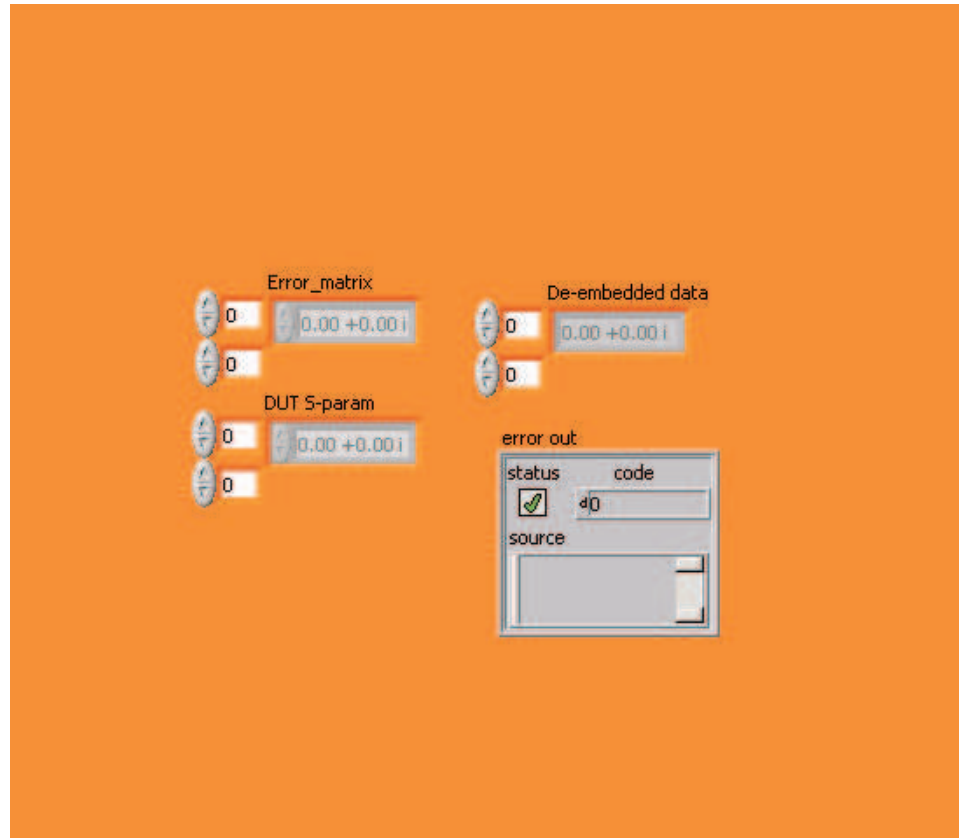 Error_matrix
0
0.00 +0.00 i
0
DUT S-param
0
0.00 +0.00 i
0
De-embedded data
0
0.00 +0.00 i
0
error out
status code
d0
source